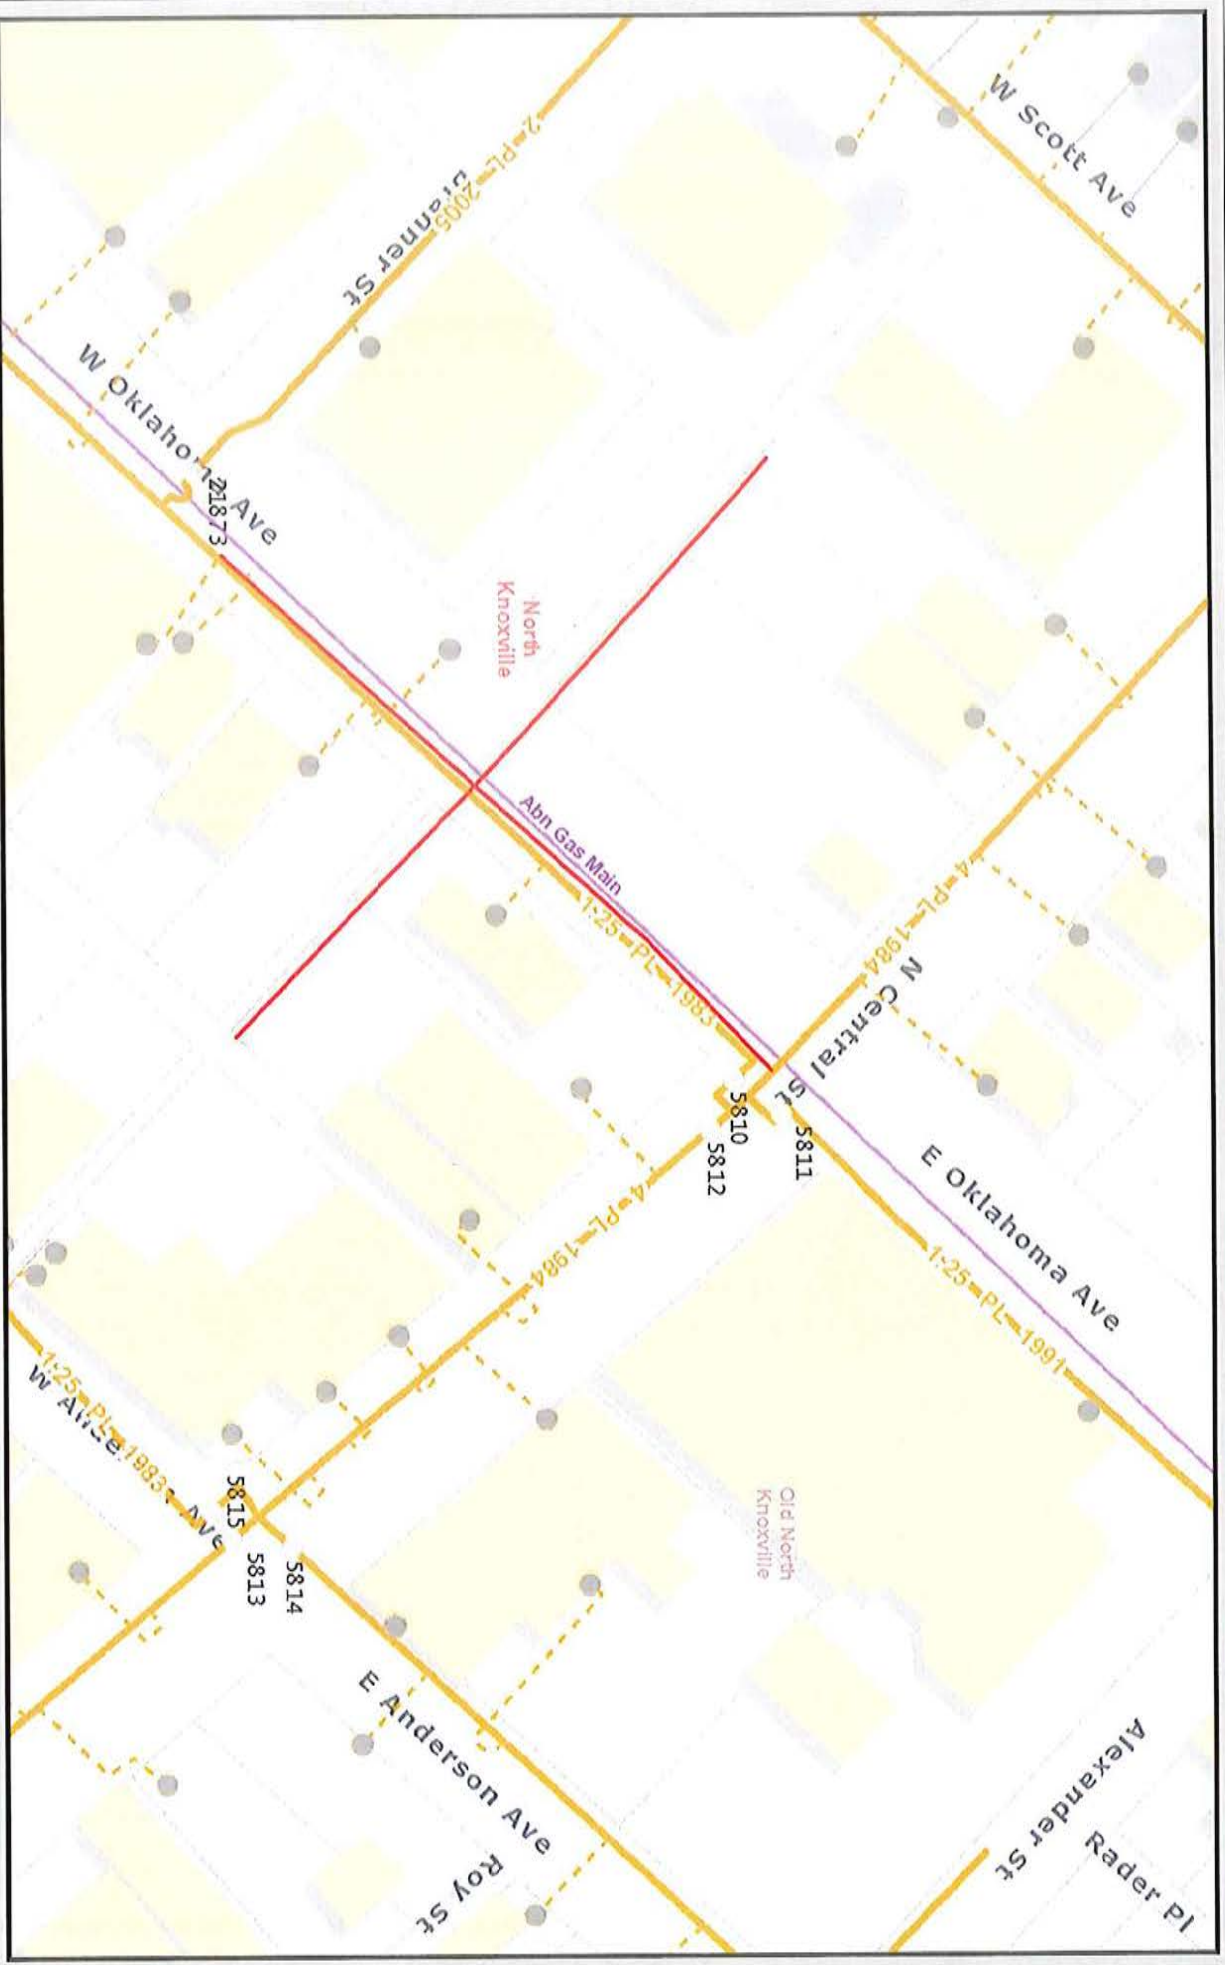 W Scott Ave
2-PL-2005
St
W Oklahoma Ave
21873
North
Knoxville
Abn Gas Main
1.25-PL-1983
4-PL-1984
N Central St
5810
5811
5812
E Oklahoma Ave
4-PL-1984
1.25-PL-1991
1.25-PL-1983
W
Ave
5815
5813
5814
Old North
Knoxville
E Anderson Ave
Roy St
Alexander St
Rader Pl